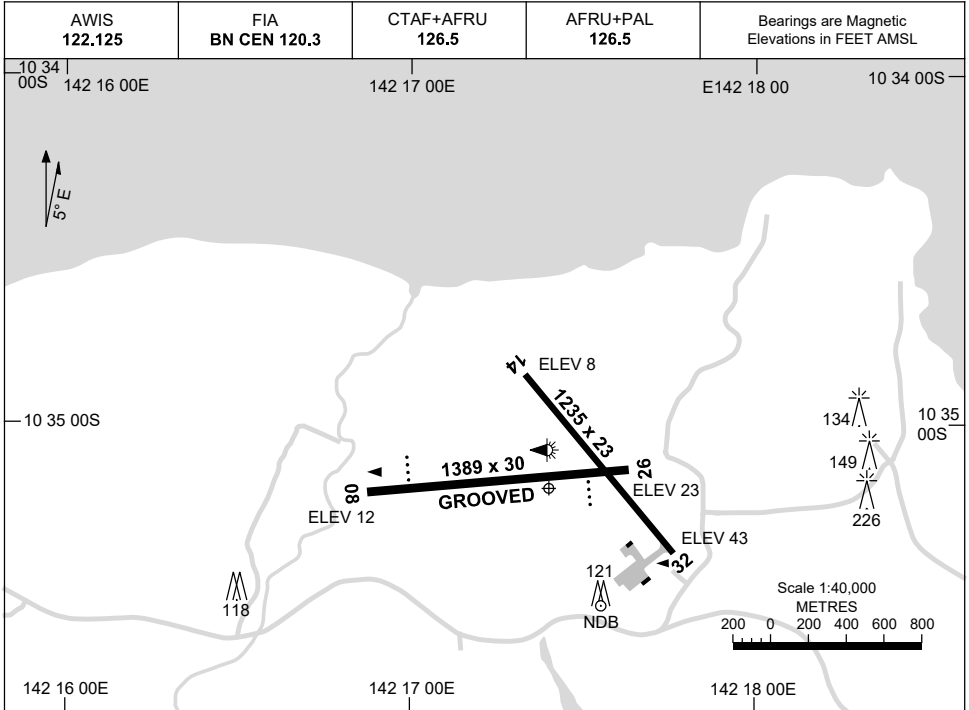 AWIS
122.125
FIA
BN CEN 120.3
CTAF+AFRU
126.5
AFRU+PAL
126.5
Bearings are Magnetic
Elevations in FEET AMSL
10 34
00S
142 16 00E
142 17 00E
E142 18 00
10 34 00S
5° E
14
ELEV 8
1235 x 23
10 35 00S
134
10 35
00S
149
1389 x 30
GROOVED
08
26
ELEV 12
ELEV 23
226
ELEV 43
32
121
NDB
118
Scale 1:40,000
METRES
200 0 200 400 600 800
142 16 00E
142 17 00E
142 18 00E